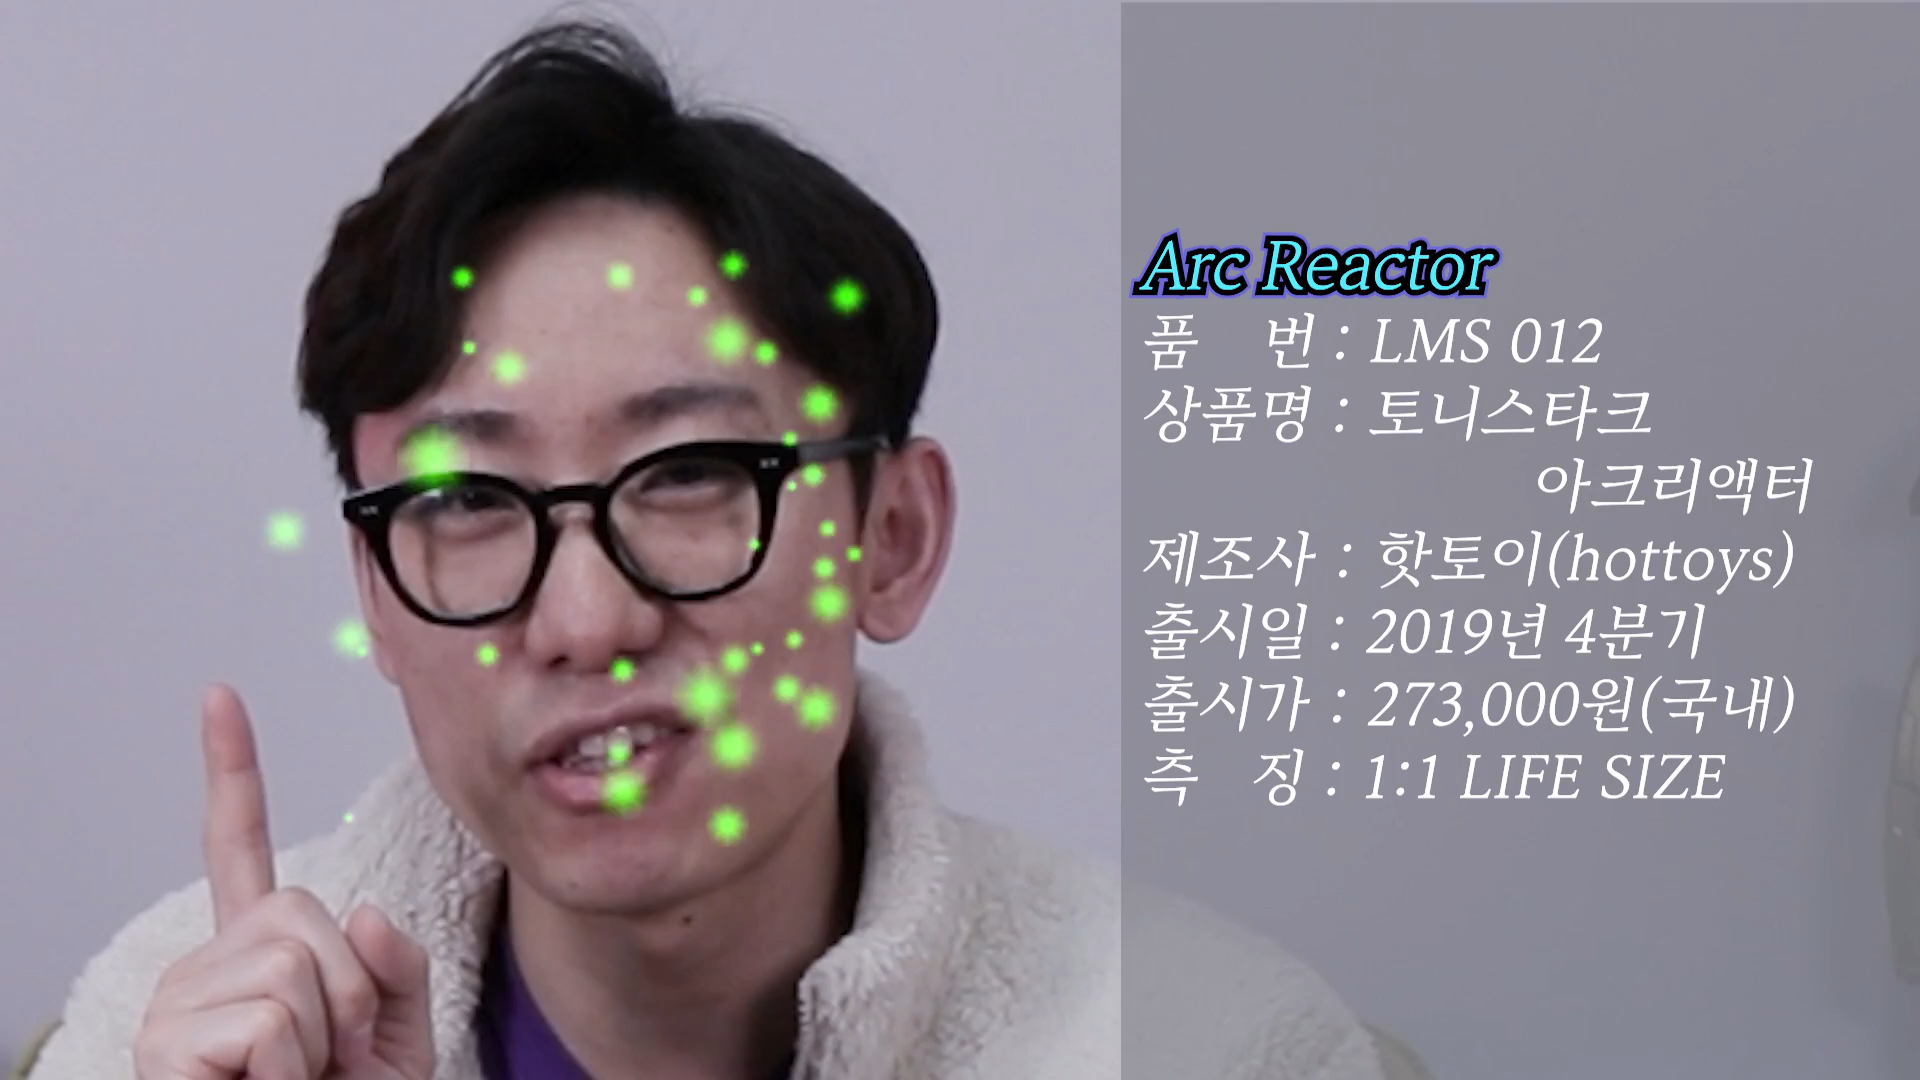 Arc Reactor
품 번 : LMS 012
상품명 : 토니스타크
아크리액터
제조사 : 핫토이(hottoys)
출시일 : 2019년 4분기
출시가 : 273,000원(국내)
측 징 : 1:1 LIFE SIZE